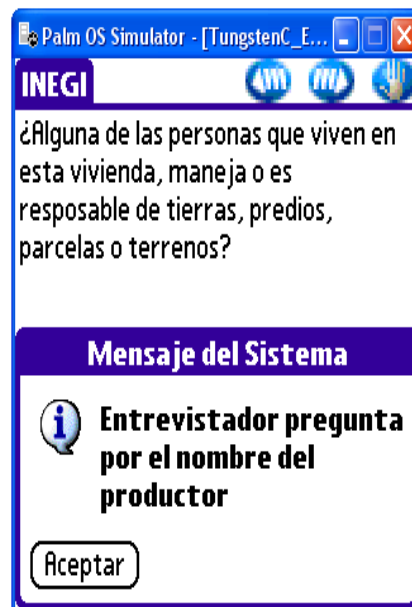 Palm OS Simulator - [TungstenC_E...
INEGI
¿Alguna de las personas que viven en
esta vivienda, maneja o es
resposable de tierras, predios,
parcelas o terrenos?
Mensaje del Sistema
Entrevistador pregunta
por el nombre del
productor
Aceptar